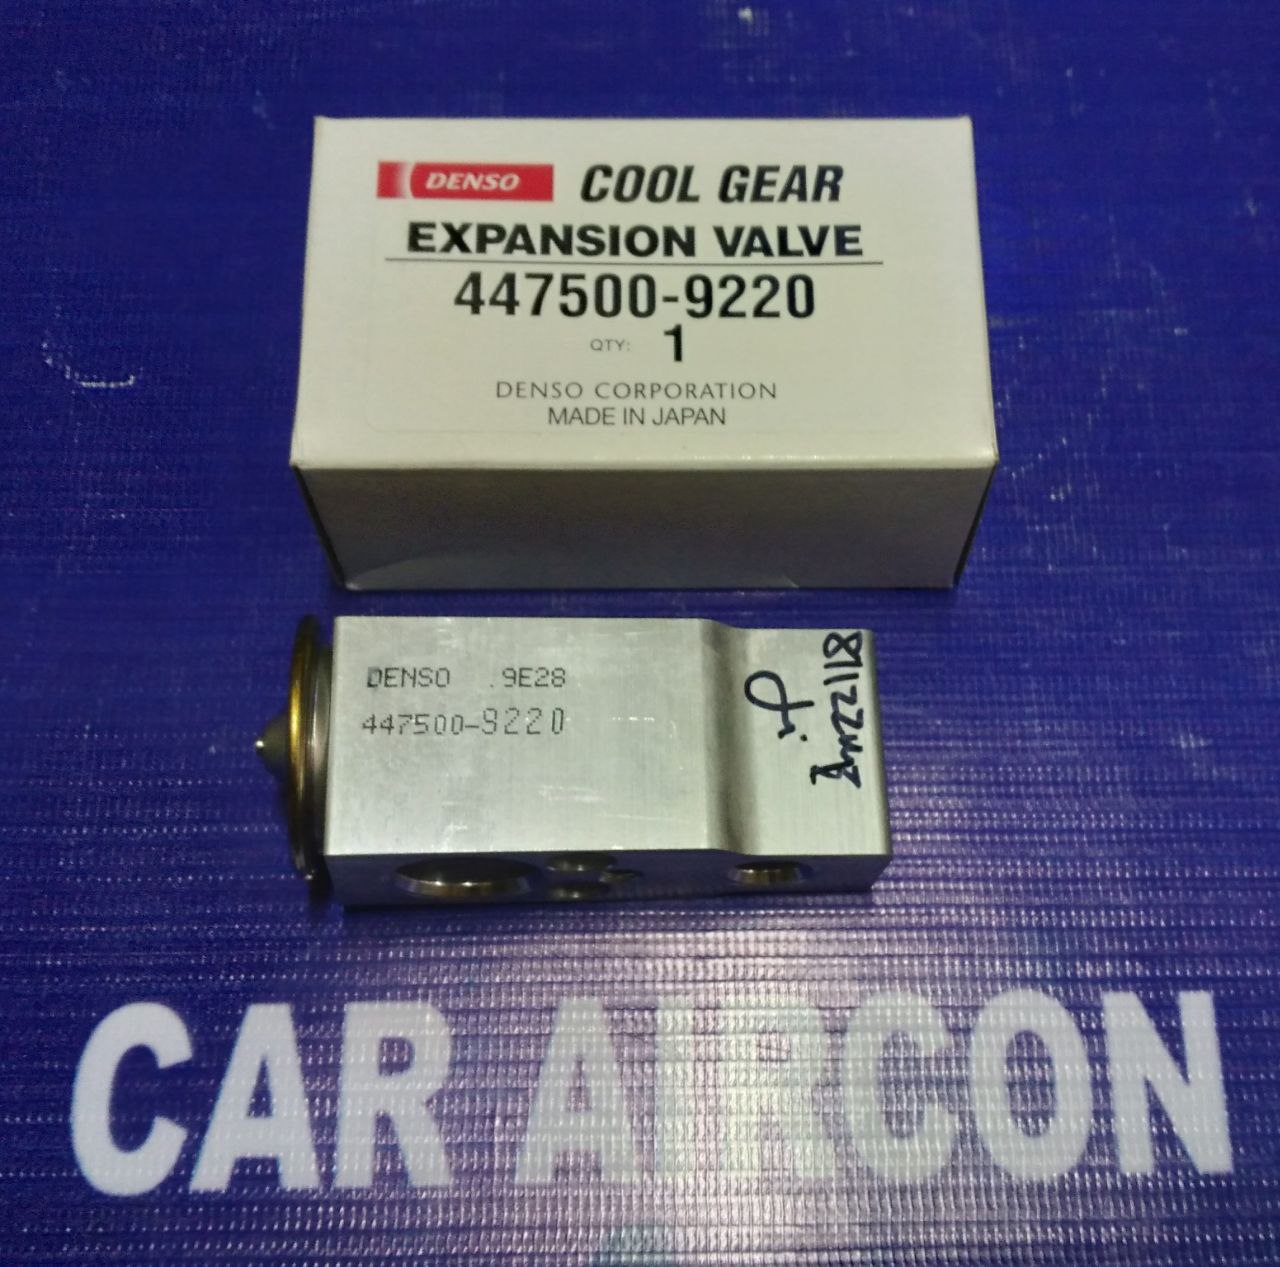 DENSO COOL GEAR
EXPANSION VALVE
447500-9220
QTY: 1
DENSO CORPORATION
MADE IN JAPAN
DENSO .9E28
447500-9220
CAR AIRCON